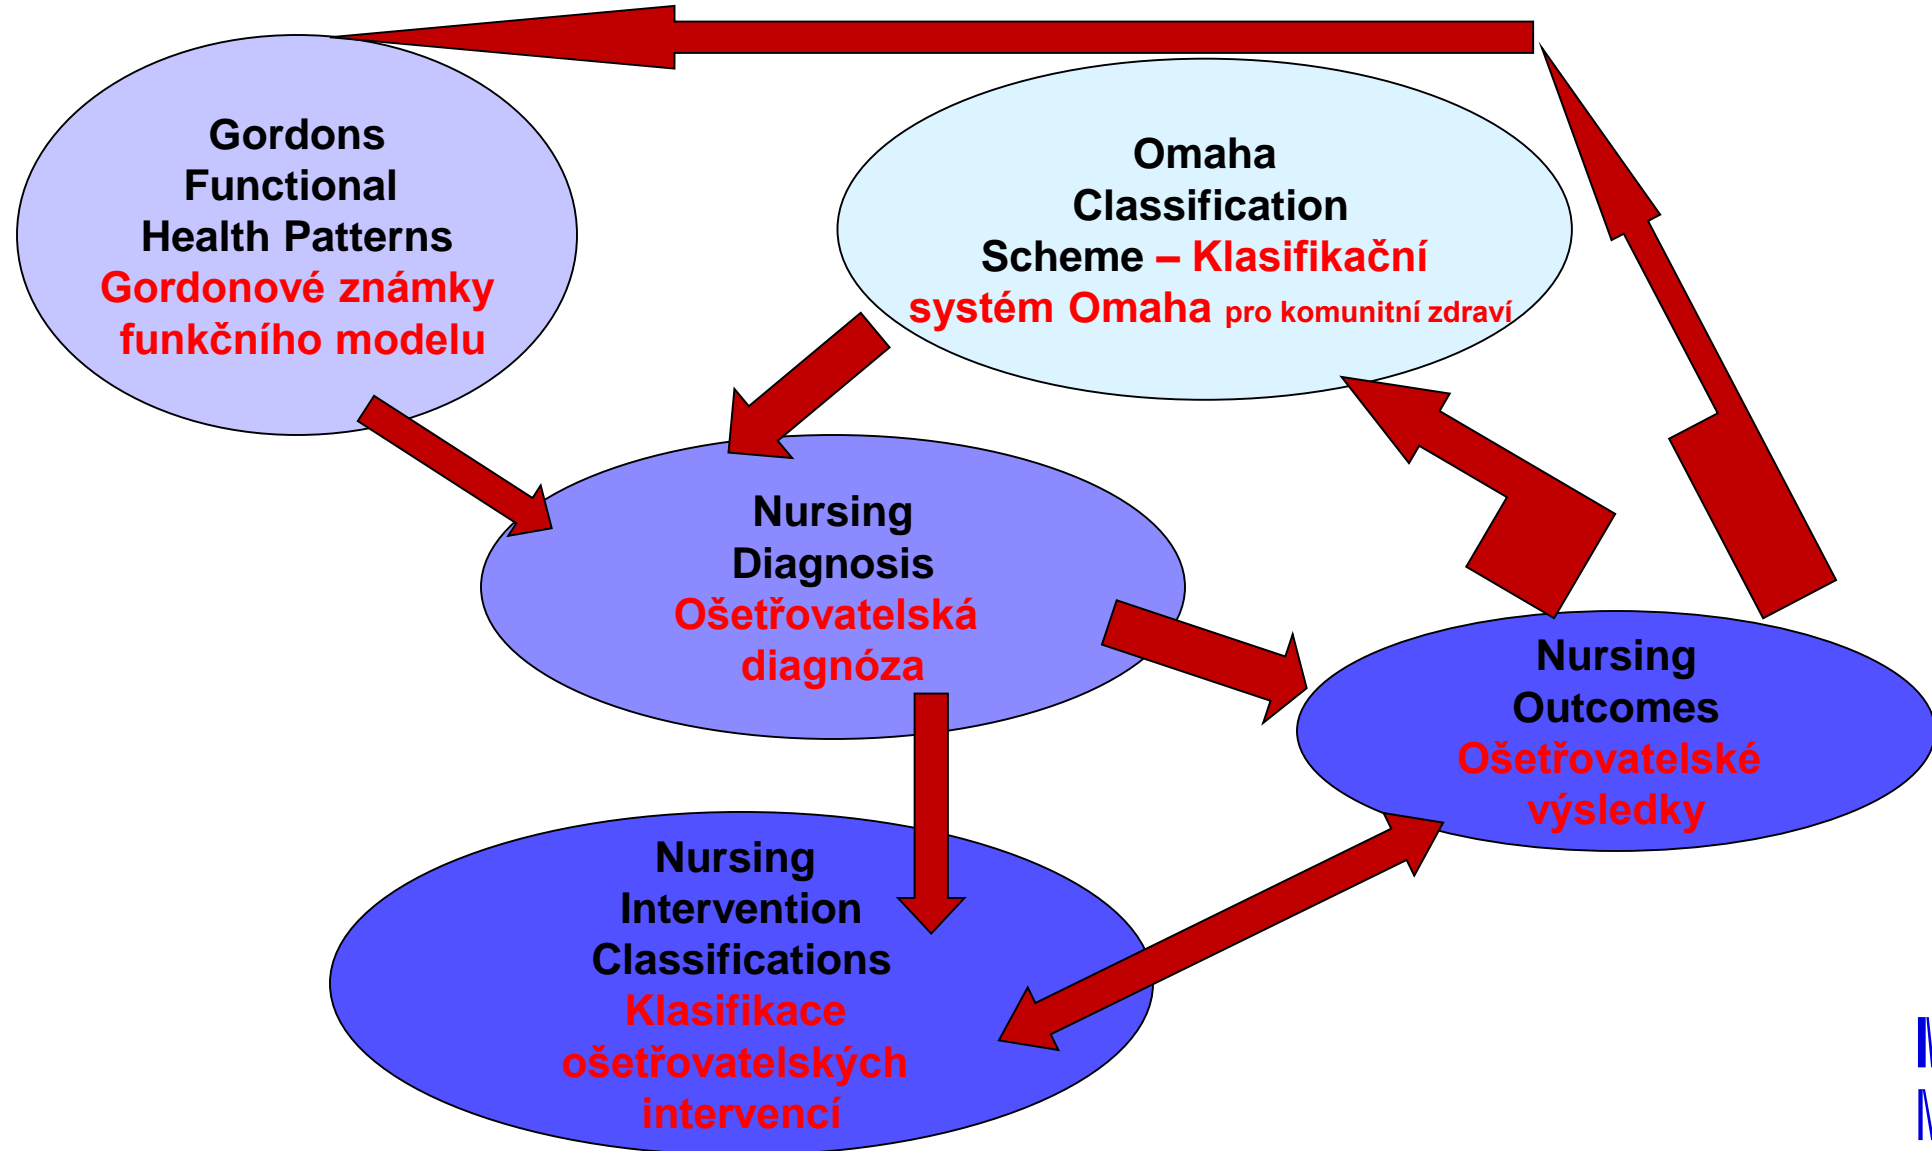 Gordons
Functional
Health Patterns
Gordonové známky
funkčního modelu
Omaha
Classification
Scheme – Klasifikační
systém Omaha pro komunitní zdraví
Nursing
Diagnosis
Ošetřovatelská
diagnóza
Nursing
Outcomes
Ošetřovatelské
výsledky
Nursing
Intervention
Classifications
Klasifikace
ošetřovatelských
intervencí